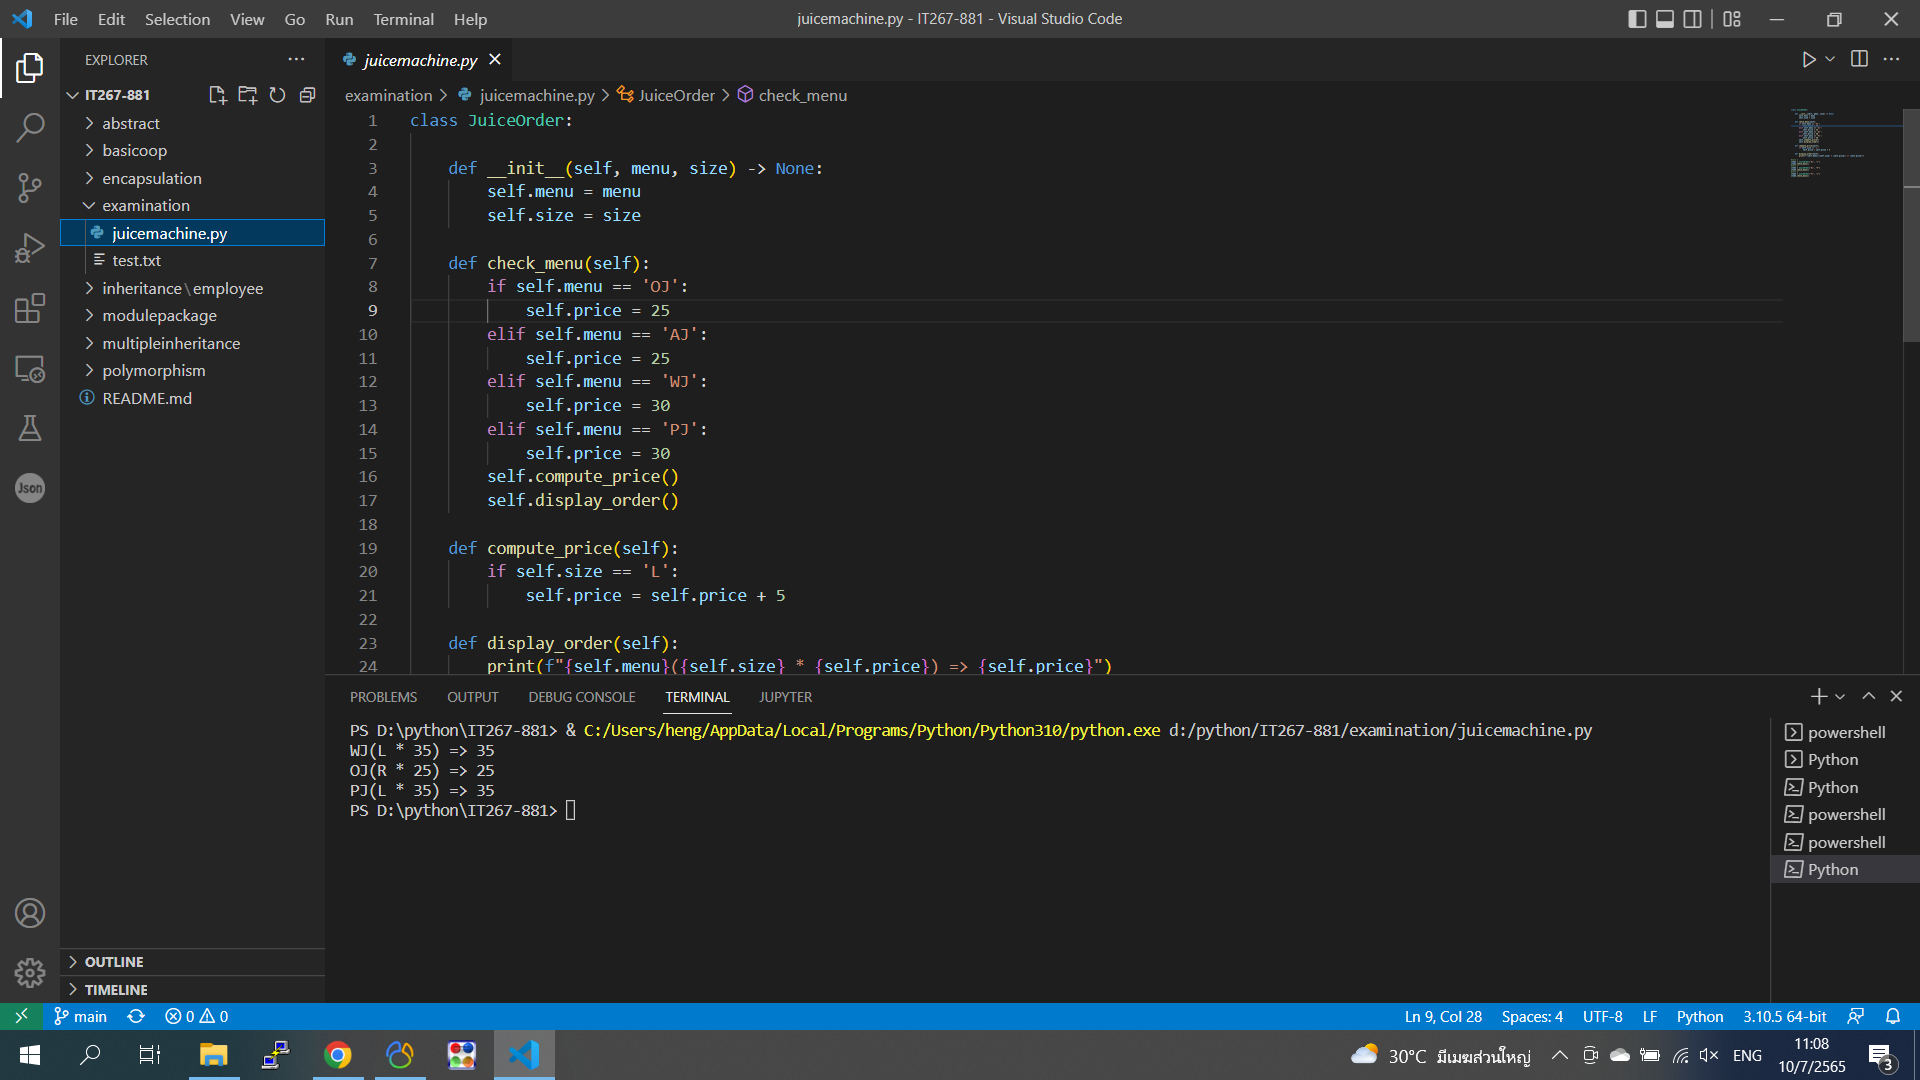 File Edit Selection View Go Run Terminal Help
juicemachine.py - IT267-881 - Visual Studio Code
EXPLORER
IT267-881
abstract
basicoop
encapsulation
examination
juicemachine.py
test.txt
inheritance\employee
modulepackage
multipleinheritance
polymorphism
README.md
OUTLINE
TIMELINE
Json
juicemachine.py
examination > juicemachine.py > JuiceOrder > check_menu
1 class JuiceOrder:
2
3 def __init__(self, menu, size) -> None:
4 self.menu = menu
5 self.size = size
6
7 def check_menu(self):
8 if self.menu == 'OJ':
9 self.price = 25
10 elif self.menu == 'AJ':
11 self.price = 25
12 elif self.menu == 'WJ':
13 self.price = 30
14 elif self.menu == 'PJ':
15 self.price = 30
16 self.compute_price()
17 self.display_order()
18
19 def compute_price(self):
20 if self.size == 'L':
21 self.price = self.price + 5
22
23 def display_order(self):
24 print(f"{self.menu}({self.size} * {self.price}) => {self.price}")
PROBLEMS OUTPUT DEBUG CONSOLE TERMINAL JUPYTER
PS D:\python\IT267-881> & C:/Users/heng/AppData/Local/Programs/Python/Python310/python.exe d:/python/IT267-881/examination/juicemachine.py
WJ(L * 35) => 35
OJ(R * 25) => 25
PJ(L * 35) => 35
PS D:\python\IT267-881>
powershell
Python
Python
powershell
powershell
Python
main 0 0
Ln 9, Col 28 Spaces: 4 UTF-8 LF Python 3.10.5 64-bit
30°C มีเมฆส่วนใหญ่ ENG
11:08
10/7/2565
3